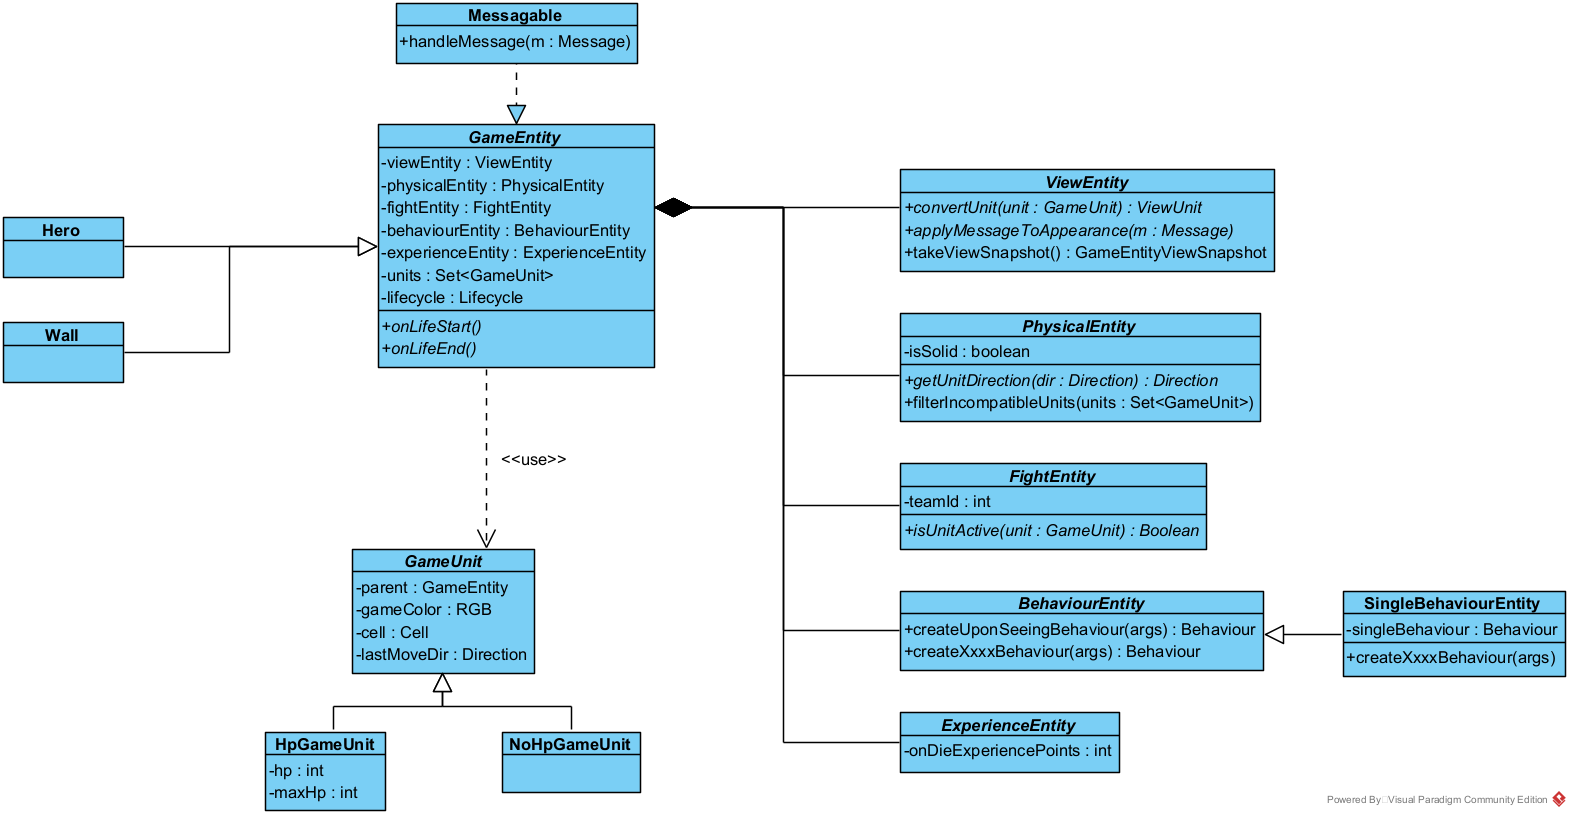 Messagable
+handleMessage(m : Message)
GameEntity
-viewEntity : ViewEntity
-physicalEntity : PhysicalEntity
-fightEntity : FightEntity
-behaviourEntity : BehaviourEntity
-experienceEntity : ExperienceEntity
-units : Set<GameUnit>
-lifecycle : Lifecycle
+onLifeStart()
+onLifeEnd()
Hero
Wall
<<use>>
GameUnit
-parent : GameEntity
-gameColor : RGB
-cell : Cell
-lastMoveDir : Direction
HpGameUnit
-hp : int
-maxHp : int
NoHpGameUnit
ViewEntity
+convertUnit(unit : GameUnit) : ViewUnit
+applyMessageToAppearance(m : Message)
+takeViewSnapshot() : GameEntityViewSnapshot
PhysicalEntity
-isSolid : boolean
+getUnitDirection(dir : Direction) : Direction
+filterIncompatibleUnits(units : Set<GameUnit>)
FightEntity
-teamId : int
+isUnitActive(unit : GameUnit) : Boolean
BehaviourEntity
+createUponSeeingBehaviour(args) : Behaviour
+createXxxxBehaviour(args) : Behaviour
SingleBehaviourEntity
-singleBehaviour : Behaviour
+createXxxxBehaviour(args)
ExperienceEntity
-onDieExperiencePoints : int
Powered By Visual Paradigm Community Edition